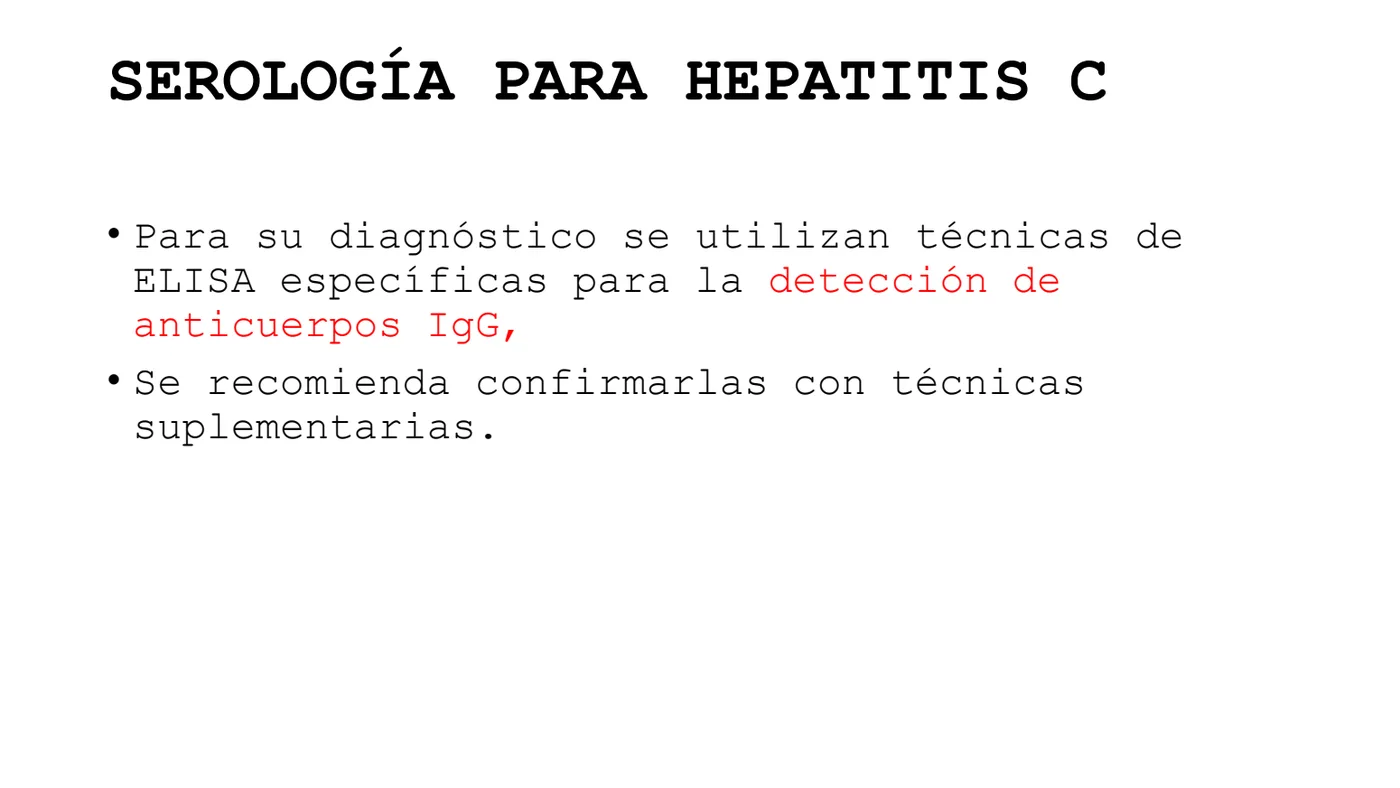 SEROLOGÍA PARA HEPATITIS C
• Para su diagnóstico se utilizan técnicas de
ELISA específicas para la detección de
anticuerpos IgG,
• Se recomienda confirmarlas con técnicas
suplementarias.